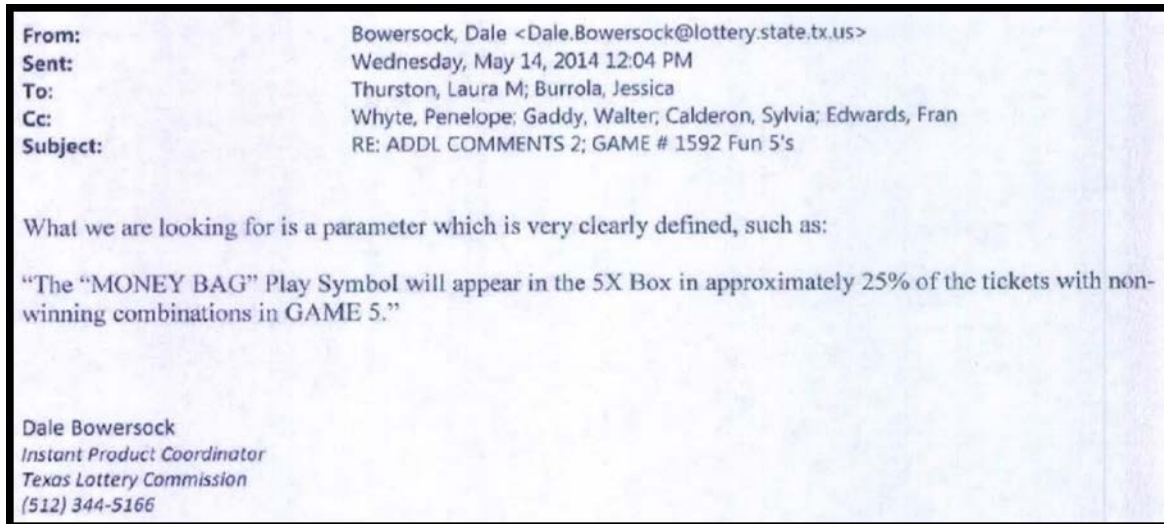 From: Bowersock, Dale <Dale.Bowersock@lottery.state.tx.us>
Sent: Wednesday, May 14, 2014 12:04 PM
To: Thurston, Laura M; Burrola, Jessica
Cc: Whyte, Penelope; Gaddy, Walter; Calderon, Sylvia; Edwards, Fran
Subject: RE: ADDL COMMENTS 2; GAME # 1592 Fun 5's
What we are looking for is a parameter which is very clearly defined, such as:
“The “MONEY BAG” Play Symbol will appear in the 5X Box in approximately 25% of the tickets with non-
winning combinations in GAME 5.”
Dale Bowersock
Instant Product Coordinator
Texas Lottery Commission
(512) 344-5166